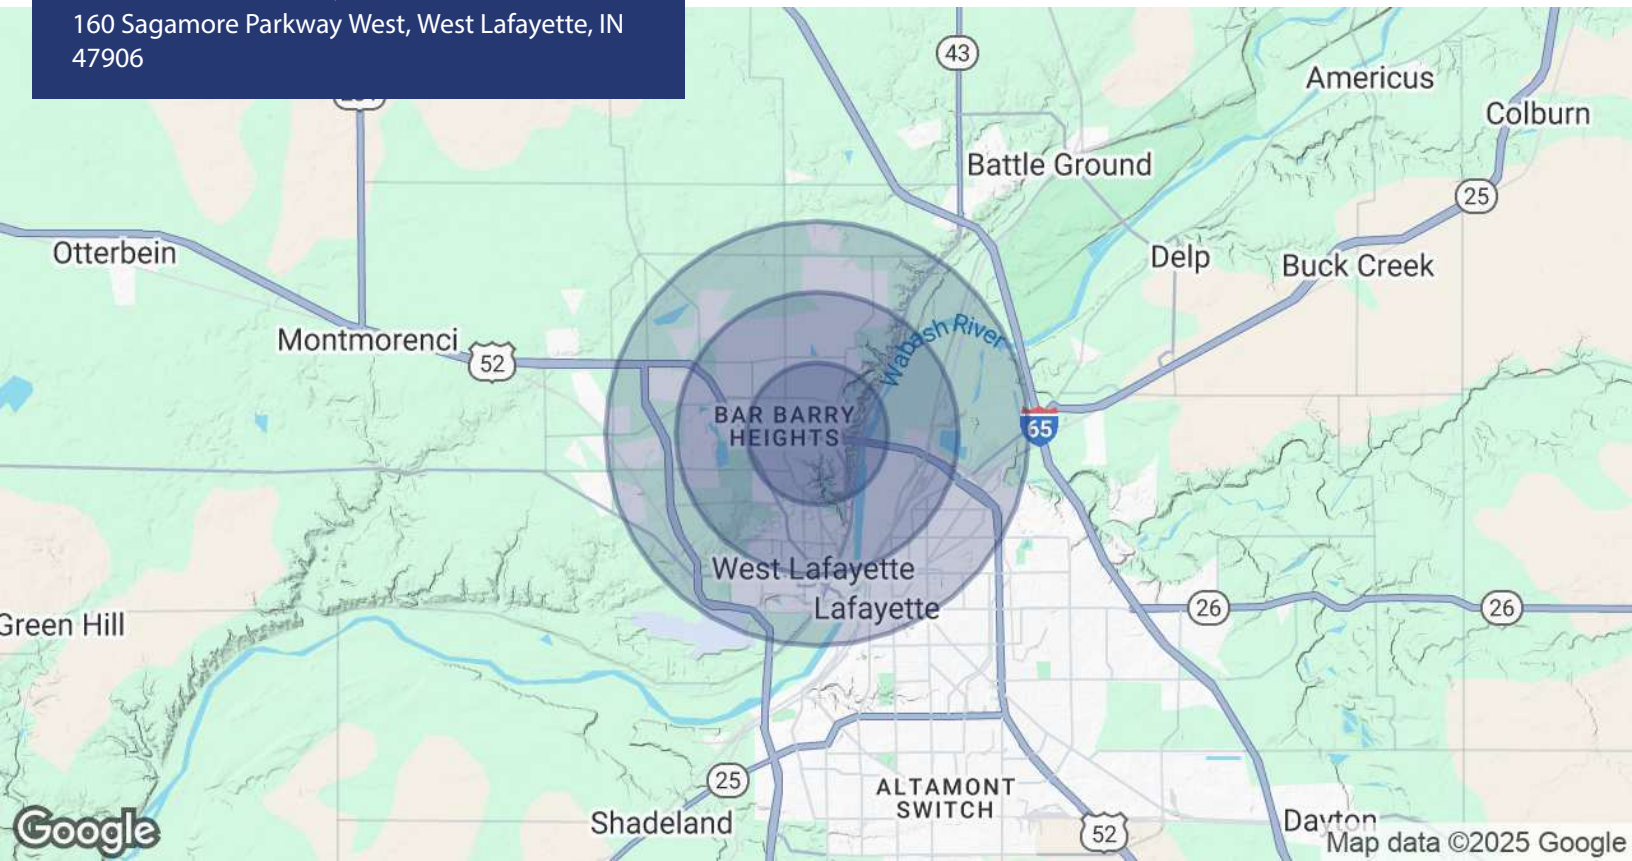 160 Sagamore Parkway West, West Lafayette, IN
47906
43
Americus
Colburn
Battle Ground
25
Otterbein
Delp
Buck Creek
Wabash River
Montmorenci
52
BAR BARRY
HEIGHTS
65
West Lafayette
Lafayette
26
26
Green Hill
25
ALTAMONT
SWITCH
Shadeland
52
Dayton
Google
Map data ©2025 Google